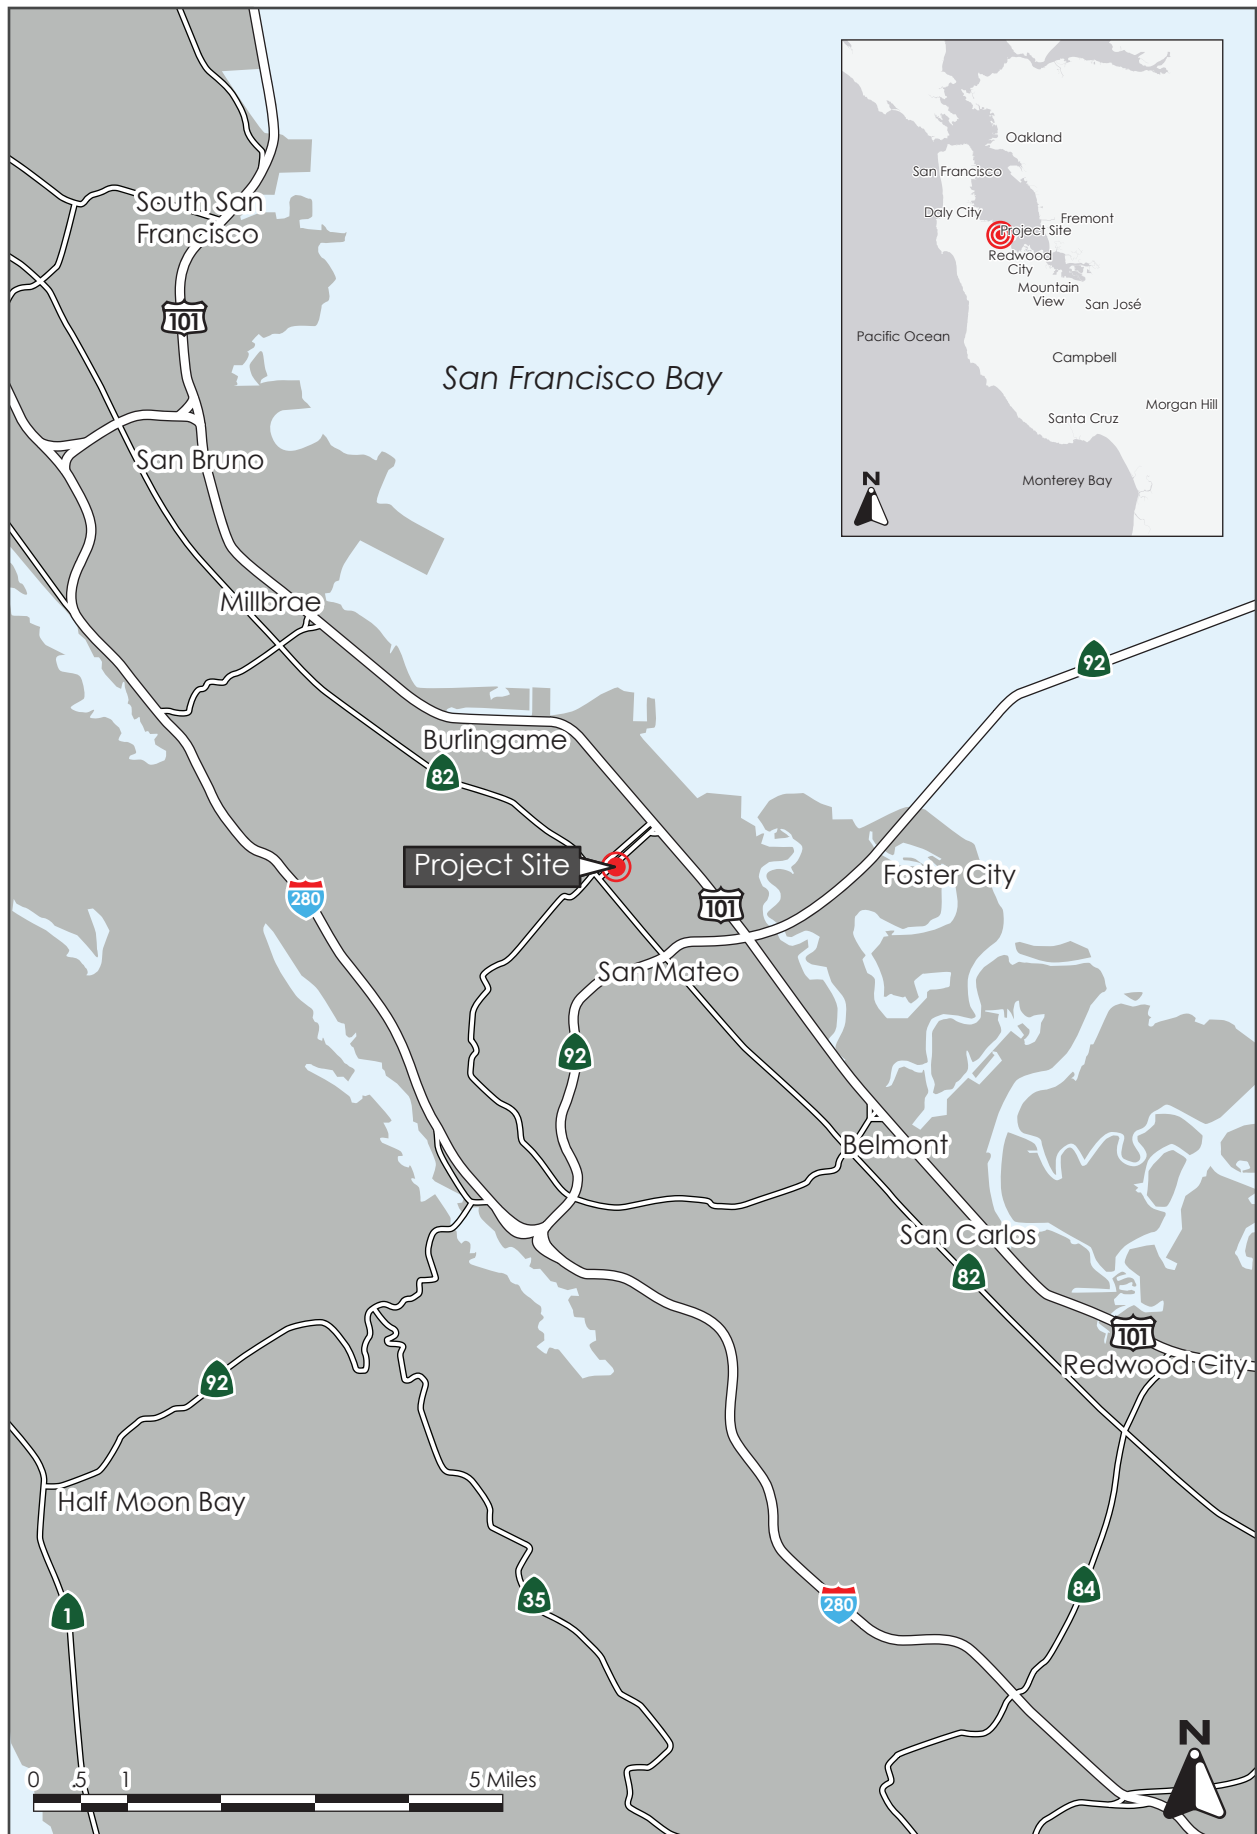 South San
Francisco
101
San Francisco Bay
San Bruno
Millbrae
92
Burlingame
82
Project Site
Foster City
280
101
San Mateo
92
Belmont
San Carlos
82
101
Redwood City
92
Half Moon Bay
35
84
280
1
0 .5 1 5 Miles
N
Oakland
San Francisco
Daly City
Fremont
Project Site
Redwood
City
Mountain
View
San José
Pacific Ocean
Campbell
Morgan Hill
Santa Cruz
Monterey Bay
N